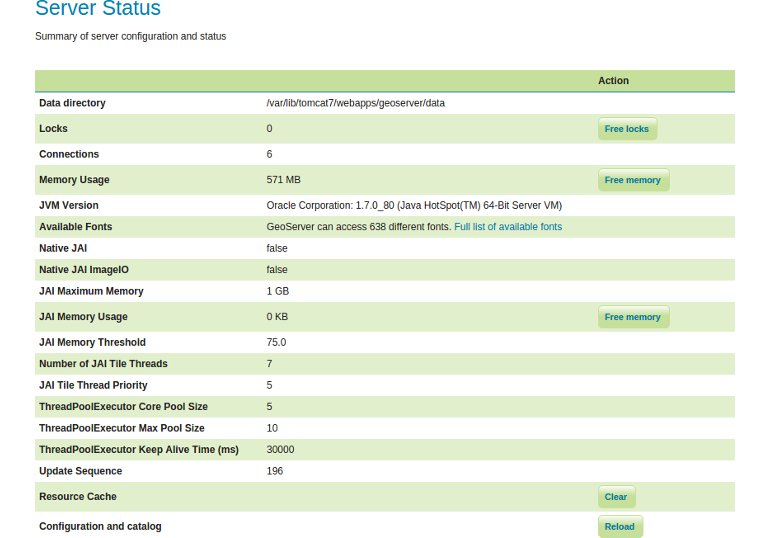 Server Status
Summary of server configuration and status
Action
Data directory /var/lib/tomcat7/webapps/geoserver/data
Locks 0 Free locks
Connections 6
Memory Usage 571 MB Free memory
JVM Version Oracle Corporation: 1.7.0_80 (Java HotSpot(TM) 64-Bit Server VM)
Available Fonts GeoServer can access 638 different fonts. Full list of available fonts
Native JAI false
Native JAI ImageIO false
JAI Maximum Memory 1 GB
JAI Memory Usage 0 KB Free memory
JAI Memory Threshold 75.0
Number of JAI Tile Threads 7
JAI Tile Thread Priority 5
ThreadPoolExecutor Core Pool Size 5
ThreadPoolExecutor Max Pool Size 10
ThreadPoolExecutor Keep Alive Time (ms) 30000
Update Sequence 196
Resource Cache Clear
Configuration and catalog Reload